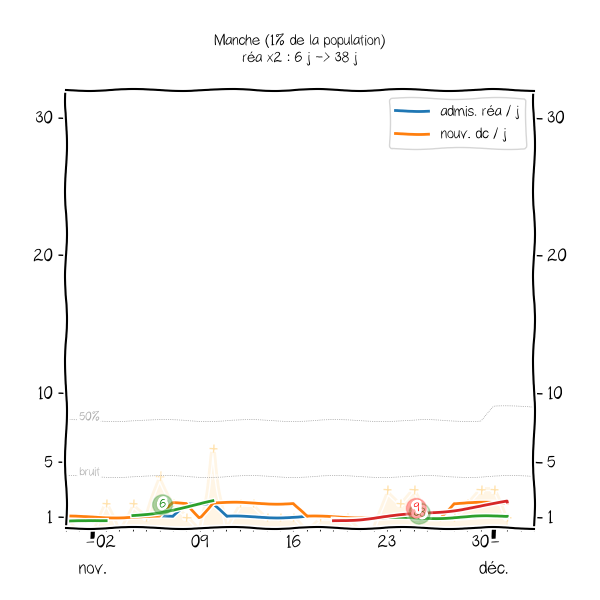 Manche (1% de la population)
réa x2 : 6 j -> 38 j
admis. réa / j
nouv. dc / j
30 30
20 20
10 10
50%
5 5
bruit
6
9
1 1
02 09 16 23 30
nov. déc.